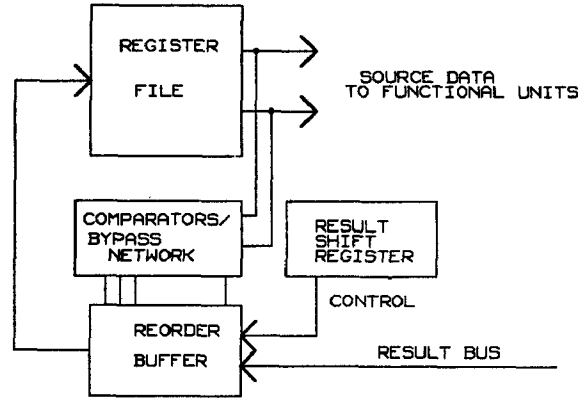 REGISTER
FILE
SOURCE DATA
TO FUNCTIONAL UNITS
COMPARATORS/
BYPASS
NETWORK
RESULT
SHIFT
REGISTER
CONTROL
REORDER
BUFFER
RESULT BUS